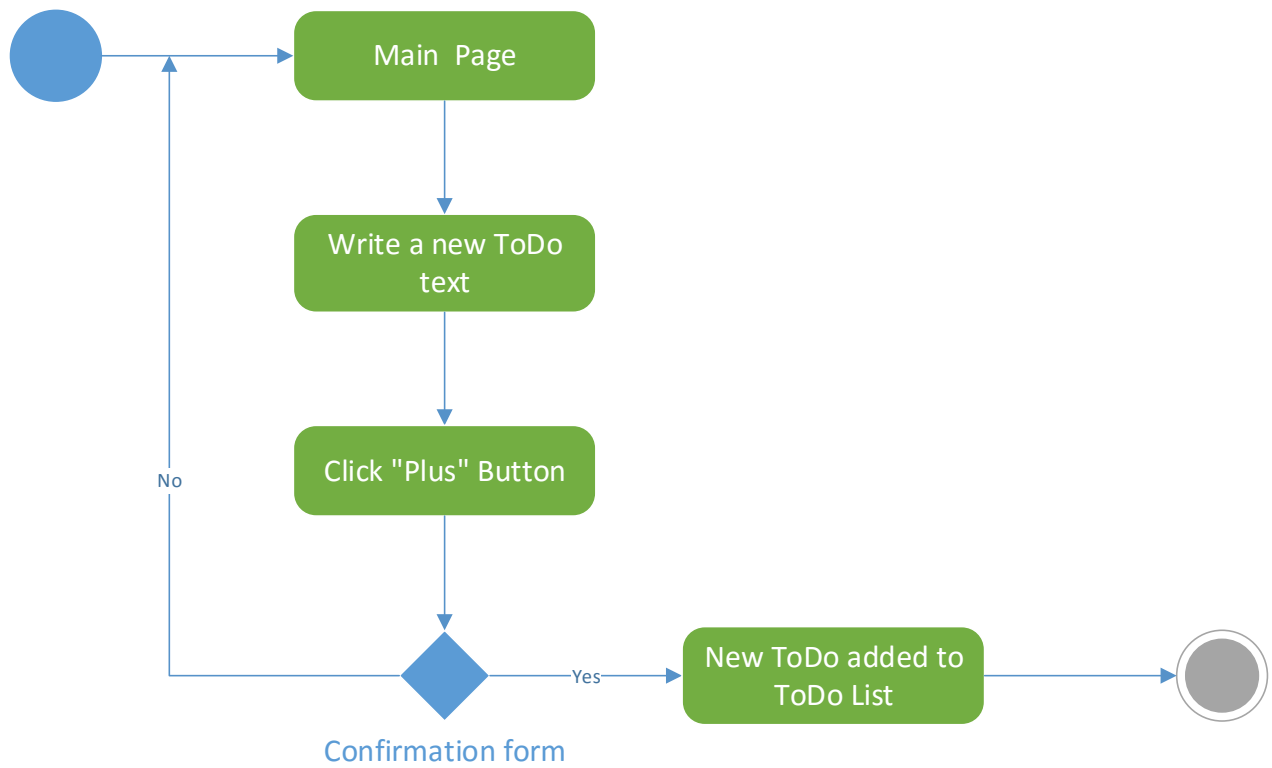 Main Page
Write a new ToDo
text
Click "Plus" Button
No
Yes
New ToDo added to
ToDo List
Confirmation form